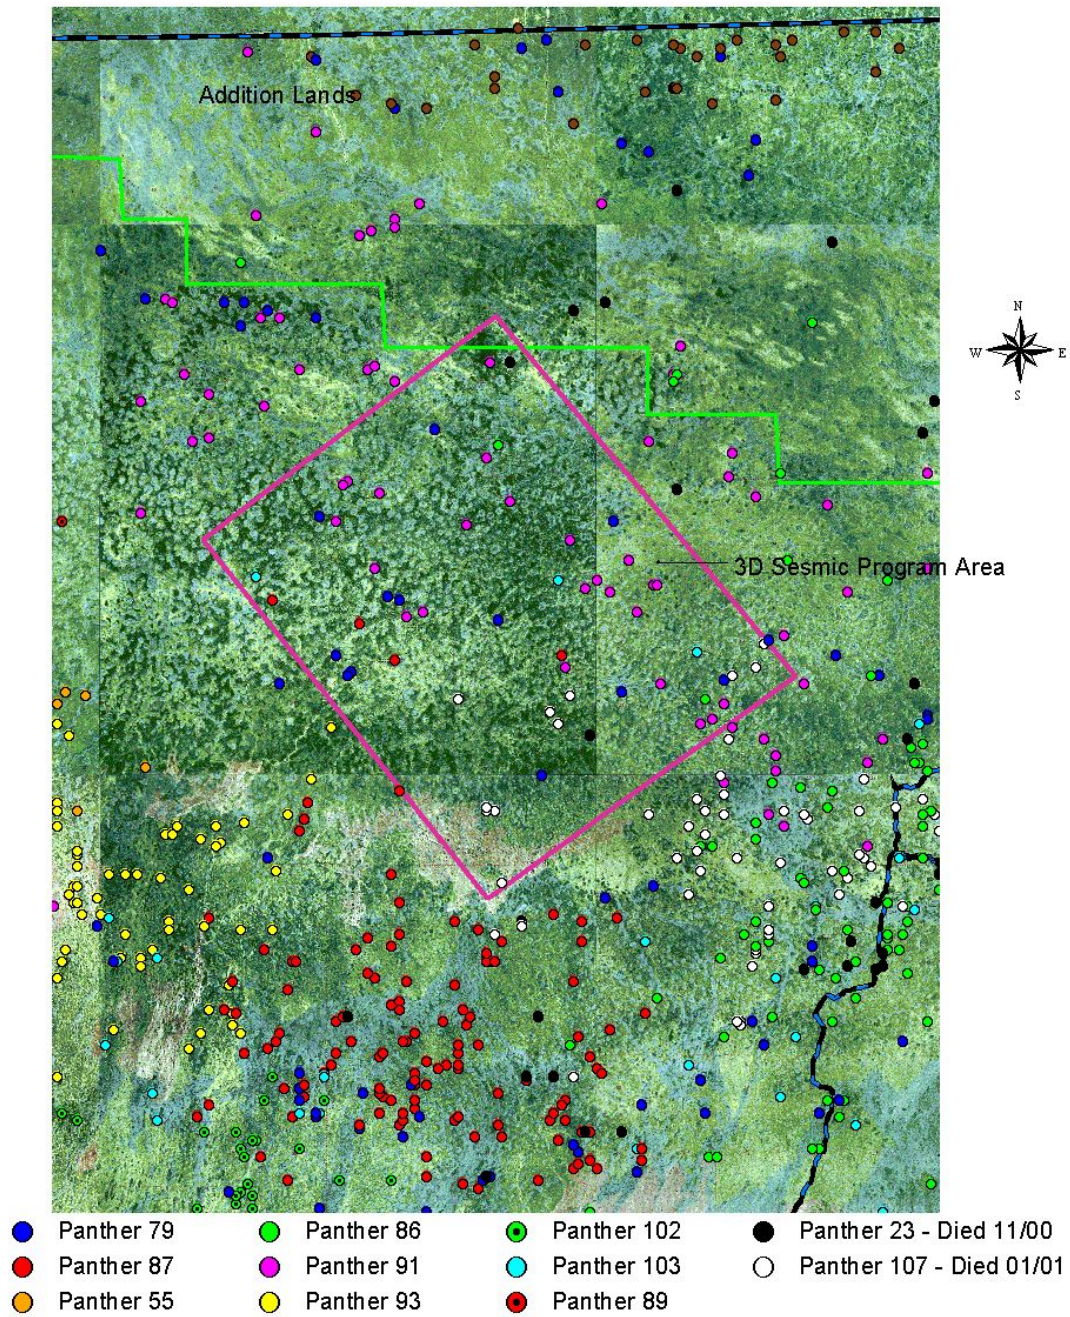 Addition Lands
N
W E
S
3D Sesmic Program Area
Panther 79 Panther 86 Panther 102 Panther 23 - Died 11/00
Panther 87 Panther 91 Panther 103 Panther 107 - Died 01/01
Panther 55 Panther 93 Panther 89